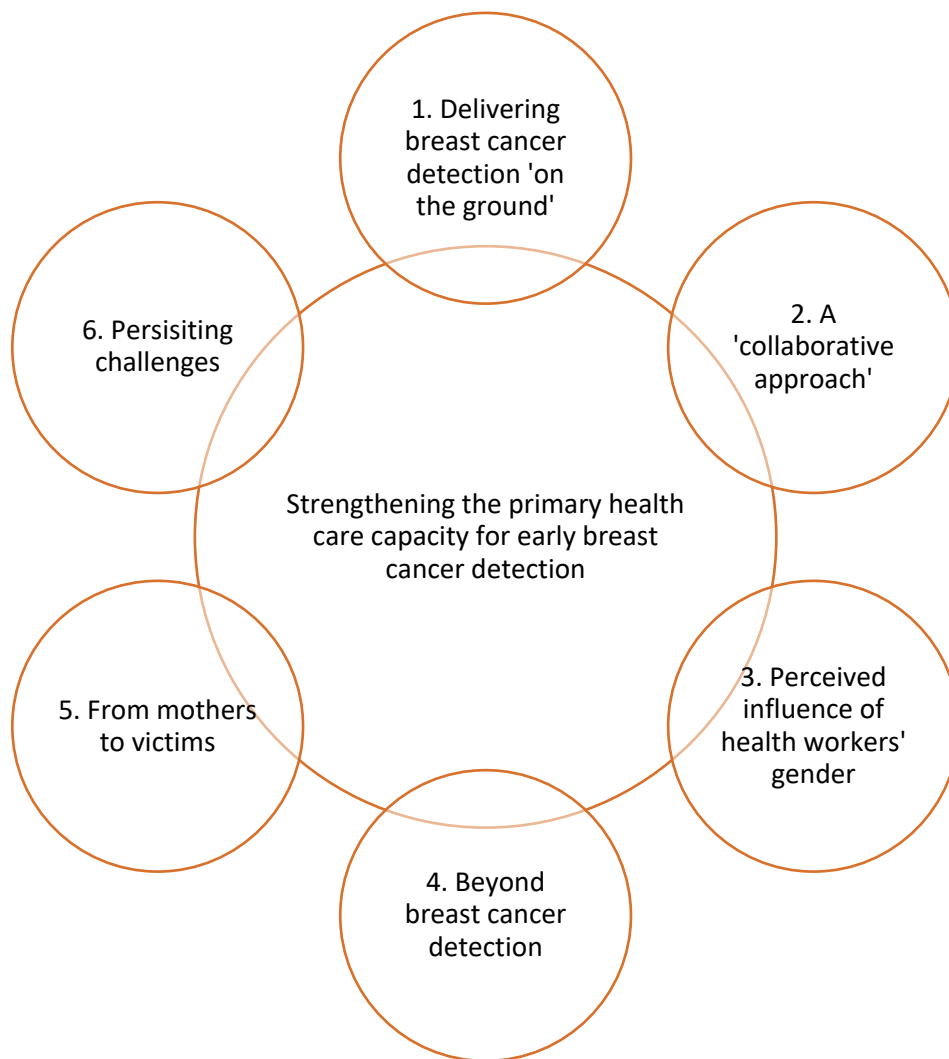 1. Delivering
breast cancer
detection 'on
the ground'
2. A
'collaborative
approach'
3. Perceived
influence of
health workers'
gender
4. Beyond
breast cancer
detection
5. From mothers
to victims
6. Persisiting
challenges
Strengthening the primary health
care capacity for early breast
cancer detection